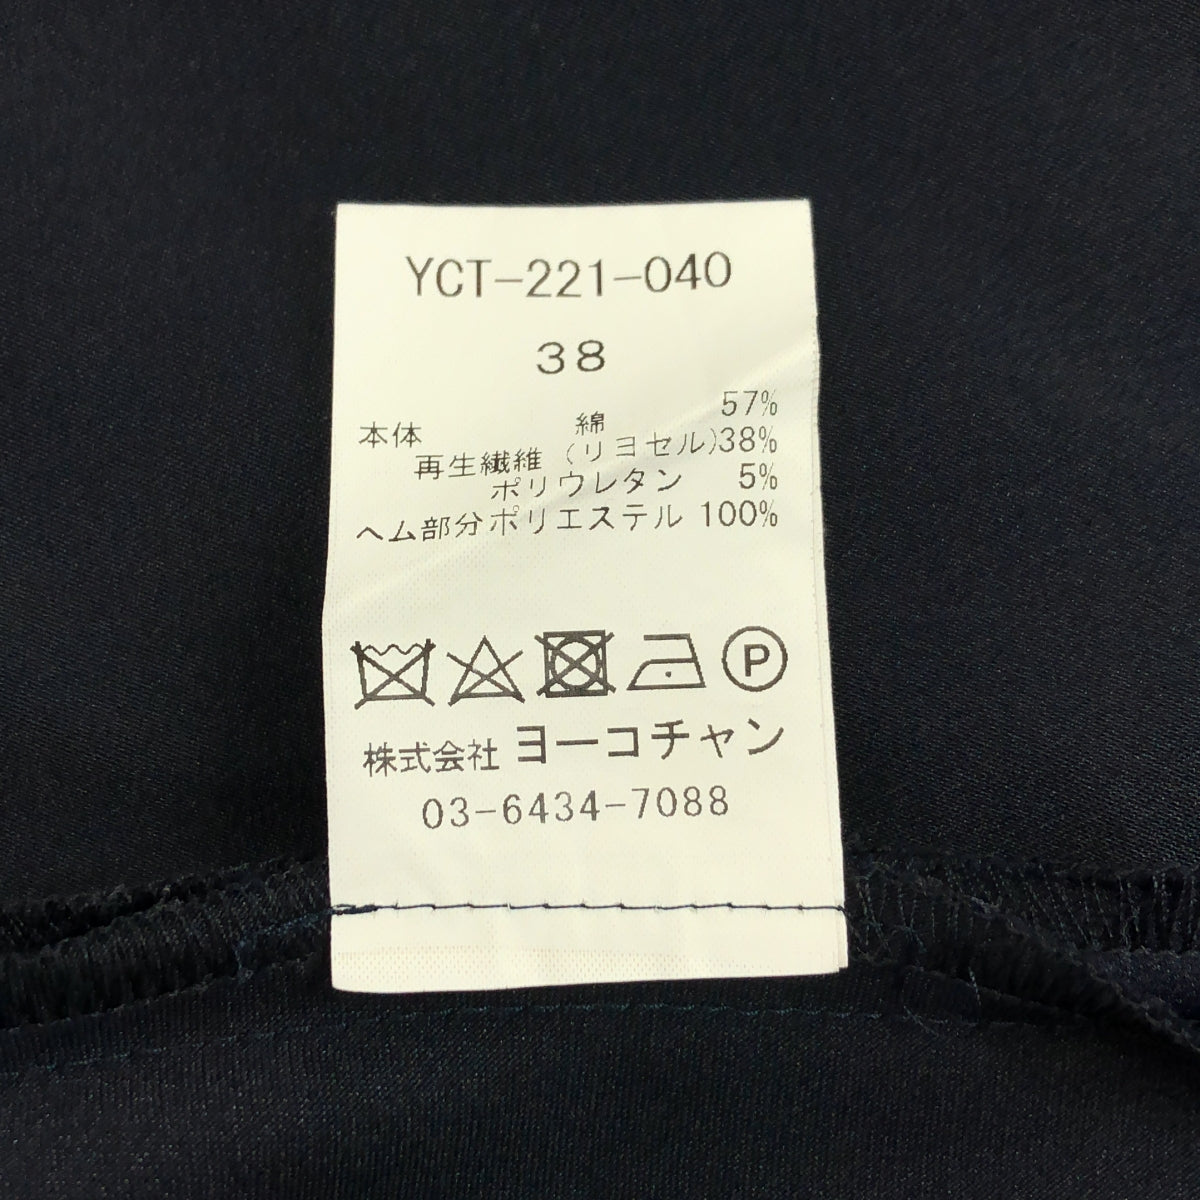 YCT-221-040
38
本体 綿 57%
再生繊維 (リヨセル)38%
ポリウレタン 5%
ヘム部分ポリエステル 100%
P
株式会社 ヨーコチャン
03-6434-7088